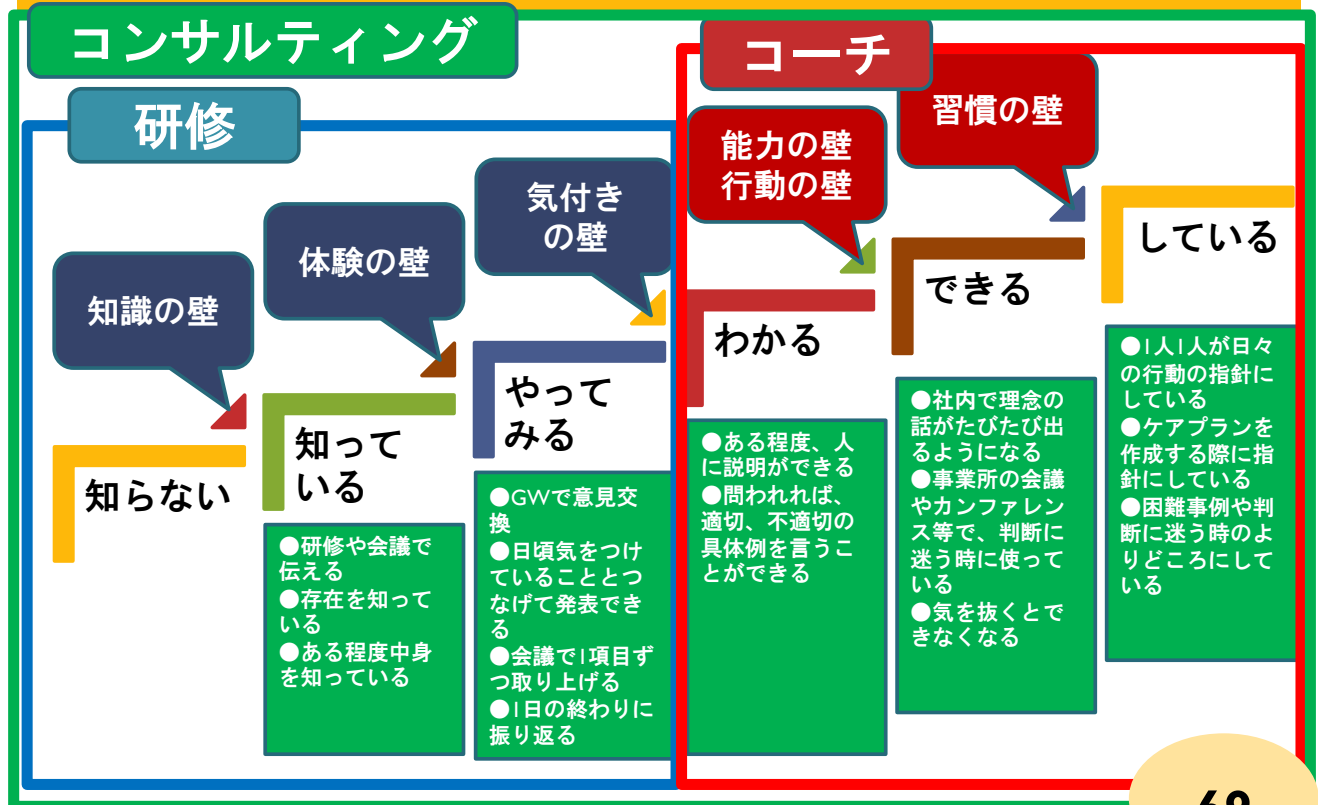 コンサルティング
コーチ
研修
知識の壁
体験の壁
気付き
の壁
能力の壁
行動の壁
習慣の壁
知らない
知って
いる
●研修や会議で
伝える
●存在を知って
いる
●ある程度中身
を知っている
やって
みる
●GWで意見交
換
●日頃気をつけ
ていることとつ
なげて発表でき
る
●会議で1項目ず
つ取り上げる
●1日の終わりに
振り返る
わかる
●ある程度、人
に説明ができる
●問われれば、
適切、不適切の
具体例を言うこ
とができる
できる
●社内で理念の
話がたびたび出
るようになる
●事業所の会議
やカンファレン
ス等で、判断に
迷う時に使って
いる
●気を抜くとで
きなくなる
している
●1人1人が日々
の行動の指針に
している
●ケアプランを
作成する際に指
針にしている
●困難事例や判
断に迷う時のよ
りどころにして
いる